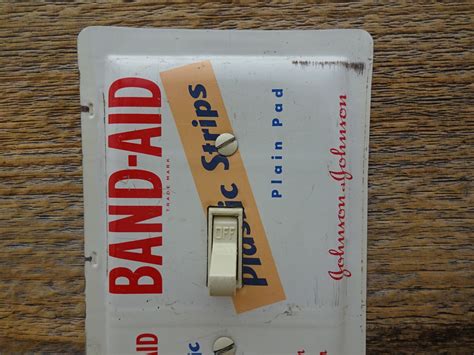 BAND-AID
TRADE MARK
Plastic Strips
Plain Pad
Johnson & Johnson
OFF